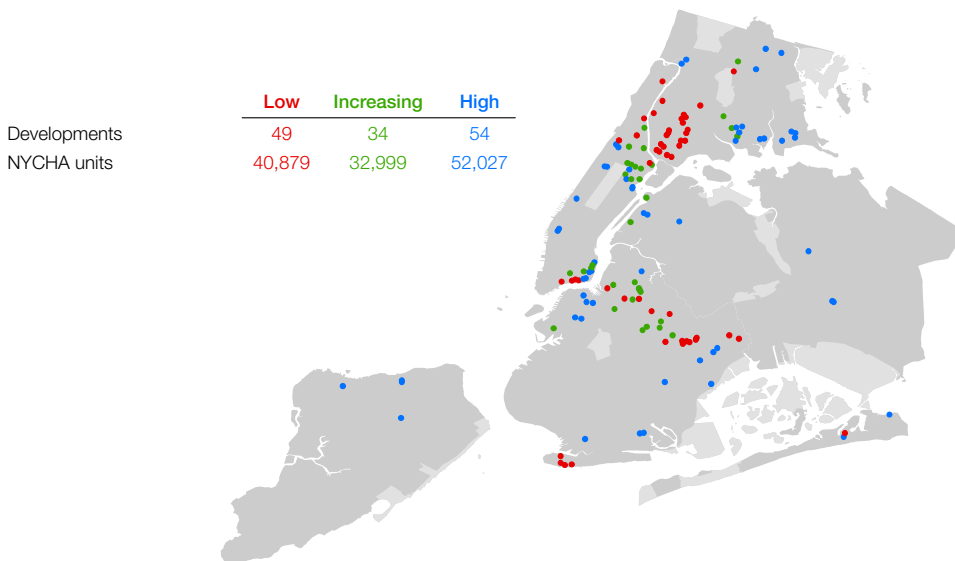 Low Increasing High
Developments 49 34 54
NYCHA units 40,879 32,999 52,027